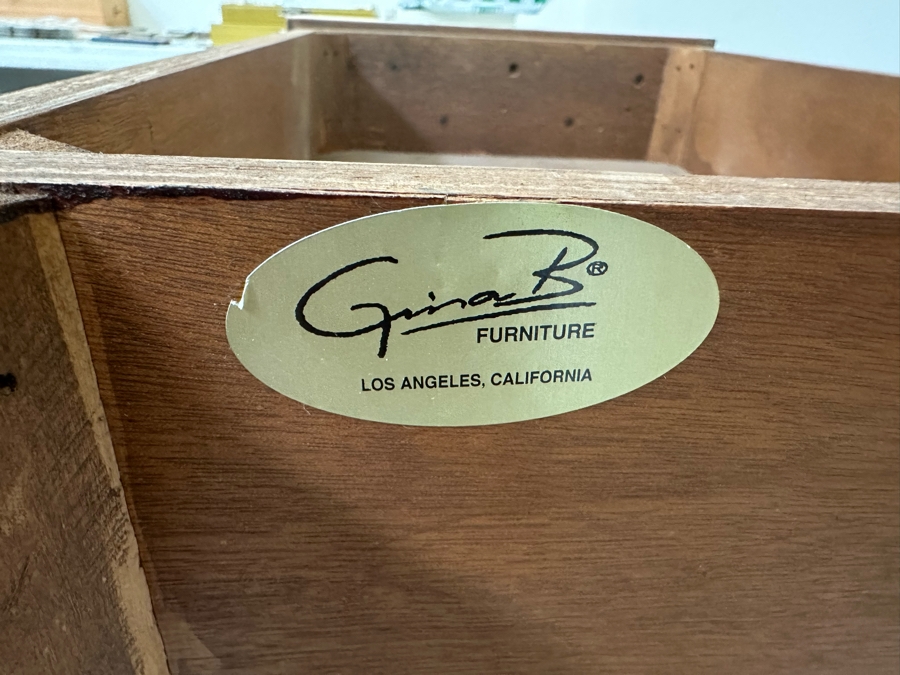 Gina B®
FURNITURE
LOS ANGELES, CALIFORNIA